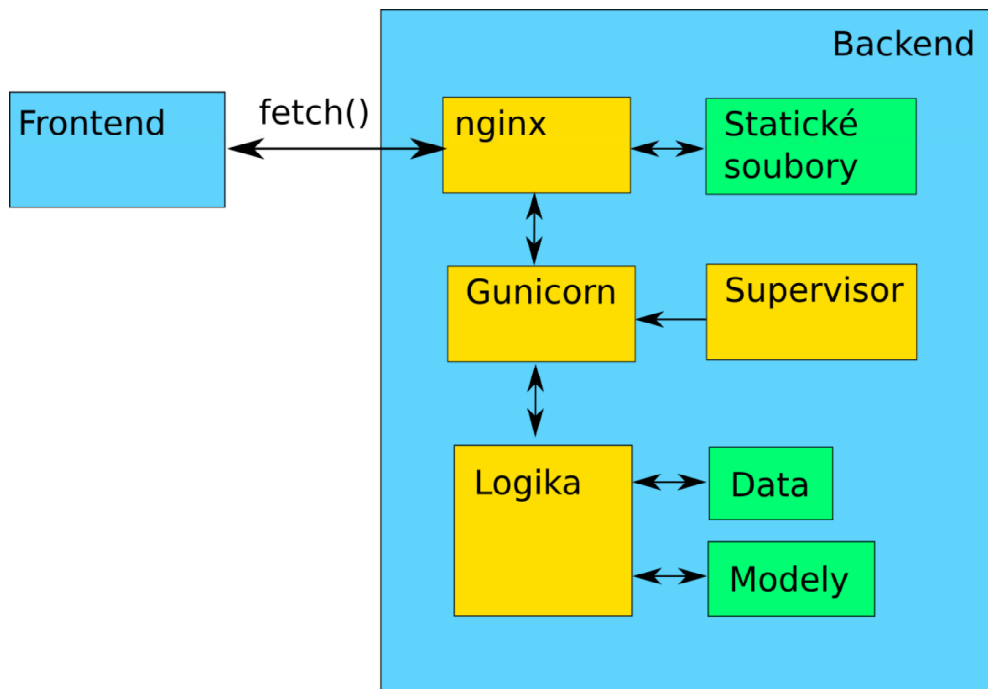 Backend
Frontend
fetch()
nginx
Statické
soubory
Gunicorn
Supervisor
Logika
Data
Modely